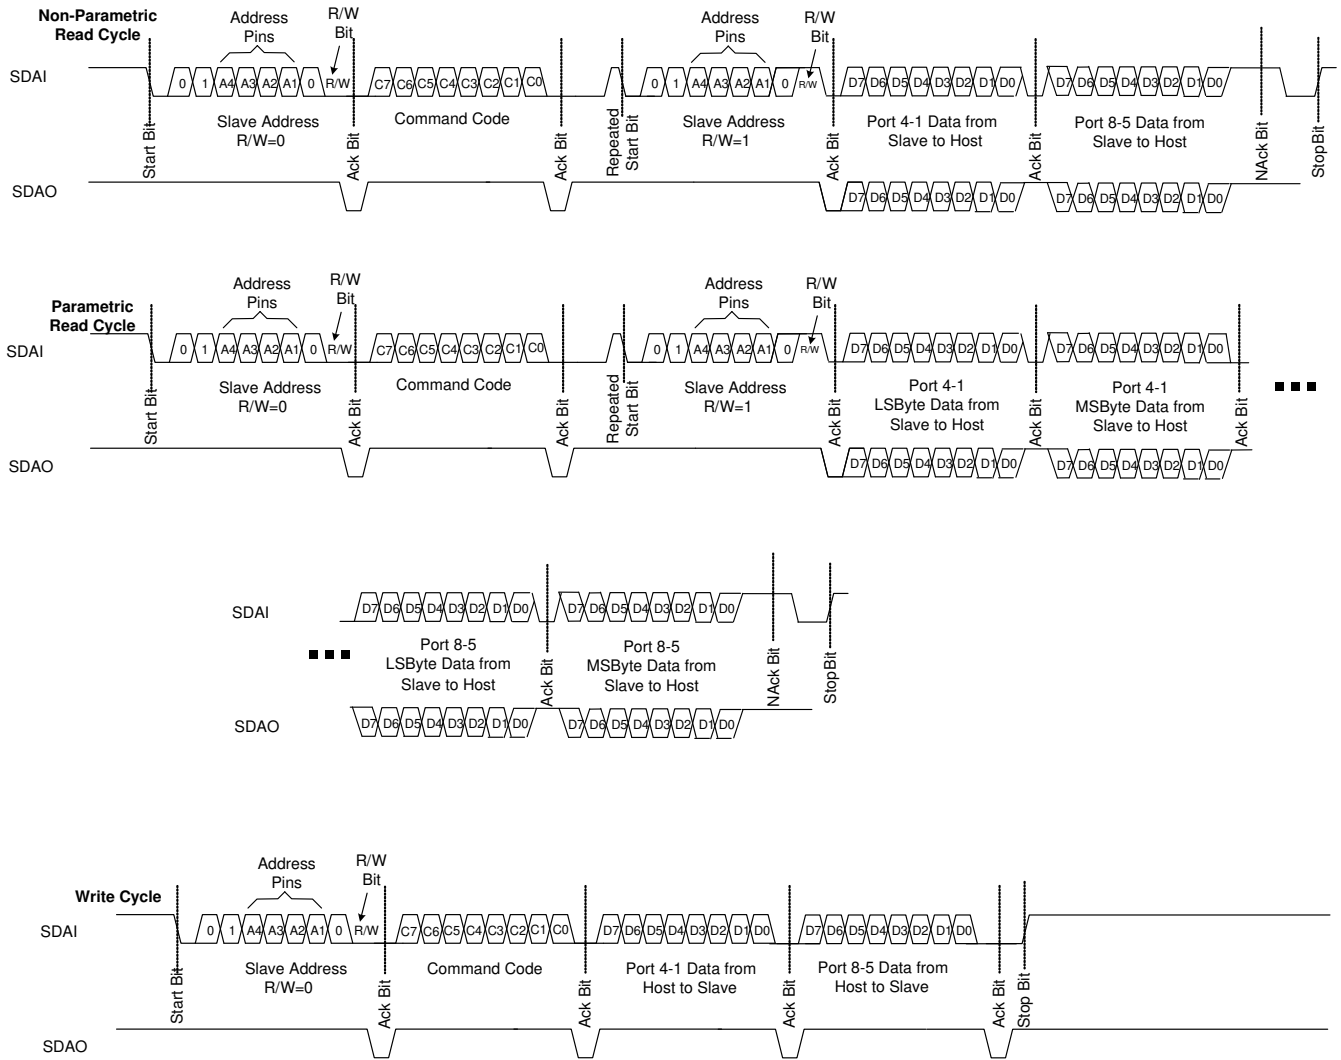 Non-Parametric
Read Cycle
Address
Pins
R/W
Bit
Address
Pins
R/W
Bit
SDAI
0 1 A4 A3 A2 A1 0 R/W
C7 C6 C5 C4 C3 C2 C1 C0
0 1 A4 A3 A2 A1 0 R/W
D7 D6 D5 D4 D3 D2 D1 D0
D7 D6 D5 D4 D3 D2 D1 D0
Start Bit
Slave Address
R/W=0
Ack Bit
Command Code
Ack Bit
Repeated
Start Bit
Slave Address
R/W=1
Ack Bit
Port 4-1 Data from
Slave to Host
Ack Bit
Port 8-5 Data from
Slave to Host
NAck Bit
Stop Bit
SDAO
D7 D6 D5 D4 D3 D2 D1 D0
D7 D6 D5 D4 D3 D2 D1 D0
Parametric
Read Cycle
Address
Pins
R/W
Bit
Address
Pins
R/W
Bit
SDAI
0 1 A4 A3 A2 A1 0 R/W
C7 C6 C5 C4 C3 C2 C1 C0
0 1 A4 A3 A2 A1 0 R/W
D7 D6 D5 D4 D3 D2 D1 D0
D7 D6 D5 D4 D3 D2 D1 D0
Start Bit
Slave Address
R/W=0
Ack Bit
Command Code
Ack Bit
Repeated
Start Bit
Slave Address
R/W=1
Ack Bit
Port 4-1
LSByte Data from
Slave to Host
Ack Bit
Port 4-1
MSByte Data from
Slave to Host
Ack Bit
SDAO
D7 D6 D5 D4 D3 D2 D1 D0
D7 D6 D5 D4 D3 D2 D1 D0
SDAI
D7 D6 D5 D4 D3 D2 D1 D0
D7 D6 D5 D4 D3 D2 D1 D0
Port 8-5
LSByte Data from
Slave to Host
Ack Bit
Port 8-5
MSByte Data from
Slave to Host
NAck Bit
Stop Bit
SDAO
D7 D6 D5 D4 D3 D2 D1 D0
D7 D6 D5 D4 D3 D2 D1 D0
Write Cycle
Address
Pins
R/W
Bit
SDAI
0 1 A4 A3 A2 A1 0 R/W
C7 C6 C5 C4 C3 C2 C1 C0
D7 D6 D5 D4 D3 D2 D1 D0
D7 D6 D5 D4 D3 D2 D1 D0
Start Bit
Slave Address
R/W=0
Ack Bit
Command Code
Ack Bit
Port 4-1 Data from
Host to Slave
Ack Bit
Port 8-5 Data from
Host to Slave
Ack Bit
Stop Bit
SDAO